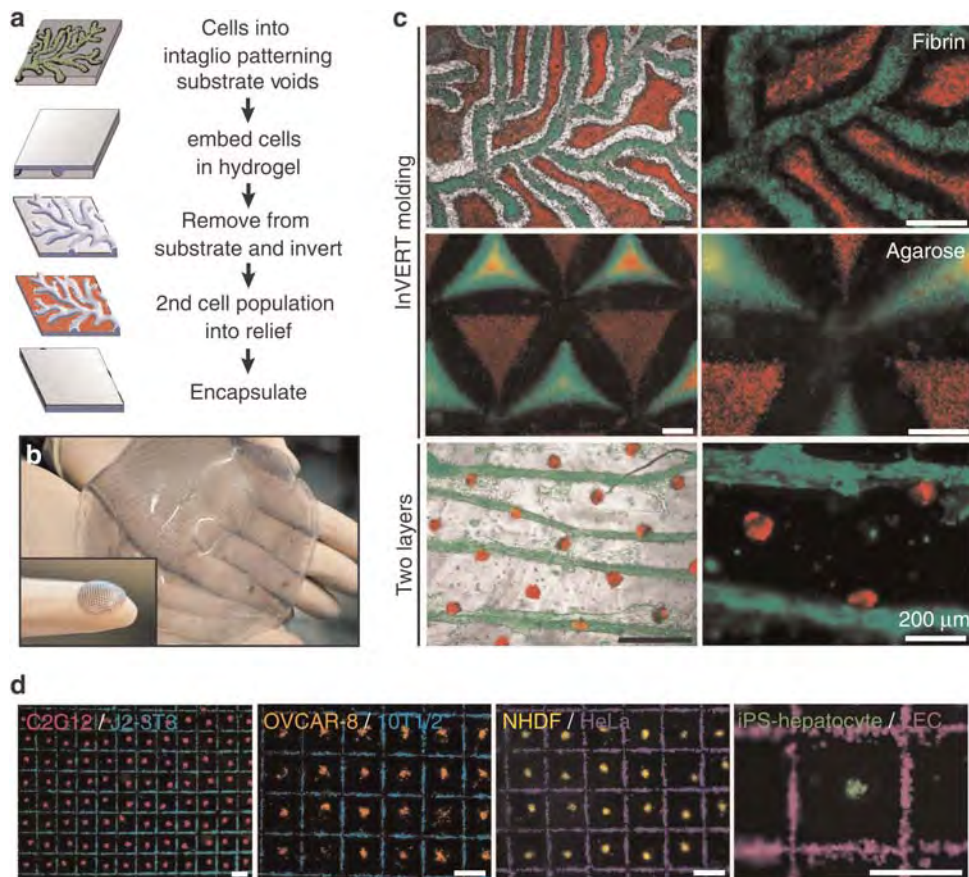 a
Cells into
intaglio patterning
substrate voids
embed cells
in hydrogel
Remove from
substrate and invert
2nd cell population
into relief
Encapsulate
b
c
InVERT molding
Fibrin
Agarose
Two layers
200 μm
d
C2C12 / J2-3T3
OVCAR-8 / 10T1/2
NHDF / HeLa
iPS-hepatocyte / EC